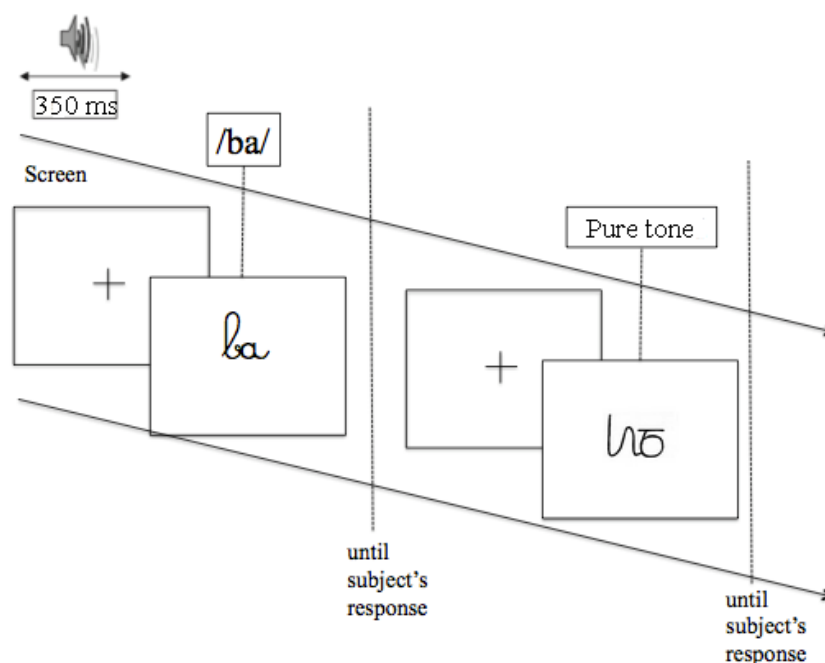 350 ms
/ba/
Screen
Pure tone
ba
until
subject's
response
until
subject's
response